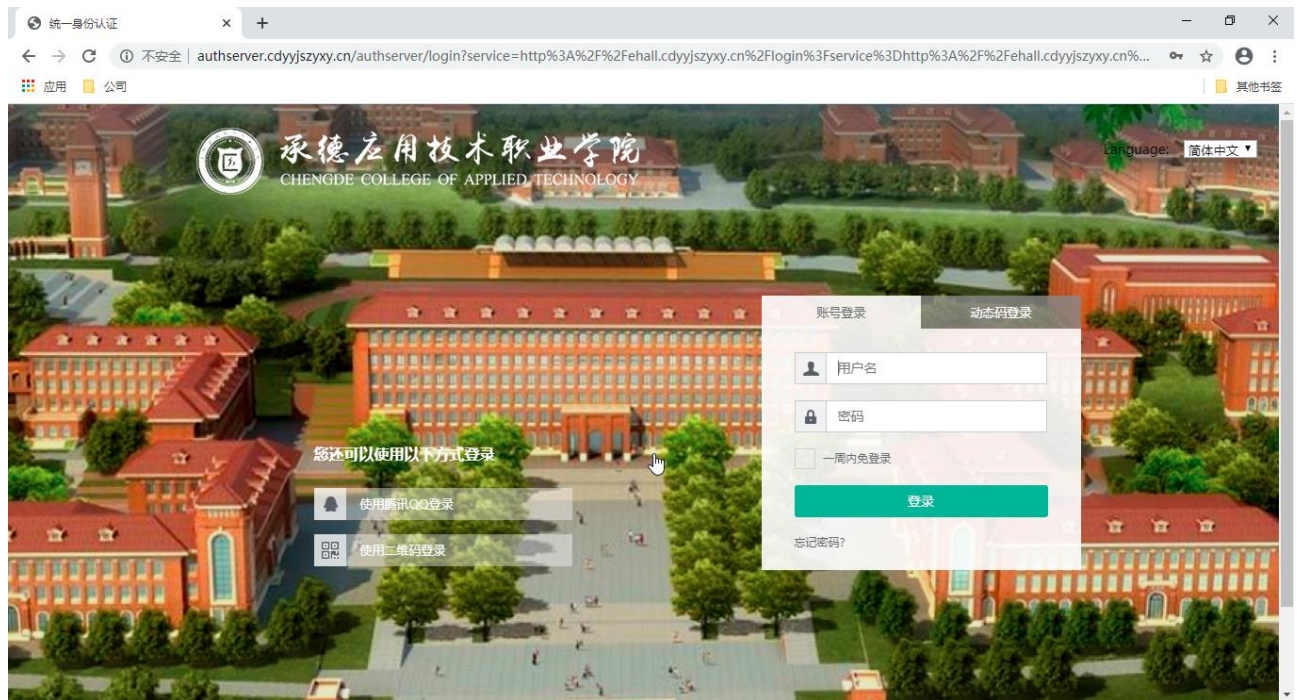 统一身份认证
不安全 | authserver.cdyyjszyxy.cn/authserver/login?service=http%3A%2F%2Fehall.cdyyjszyxy.cn%2Flogin%3Fservice%3Dhttp%3A%2F%2Fehall.cdyyjszyxy.cn%...
应用 公司 其他书签
承德应用技术职业学院
CHENGDE COLLEGE OF APPLIED TECHNOLOGY
Language: 简体中文
账号登录 动态码登录
用户名
密码
一周内免登录
登录
忘记密码?
您还可以使用以下方式登录
使用腾讯QQ登录
使用二维码登录